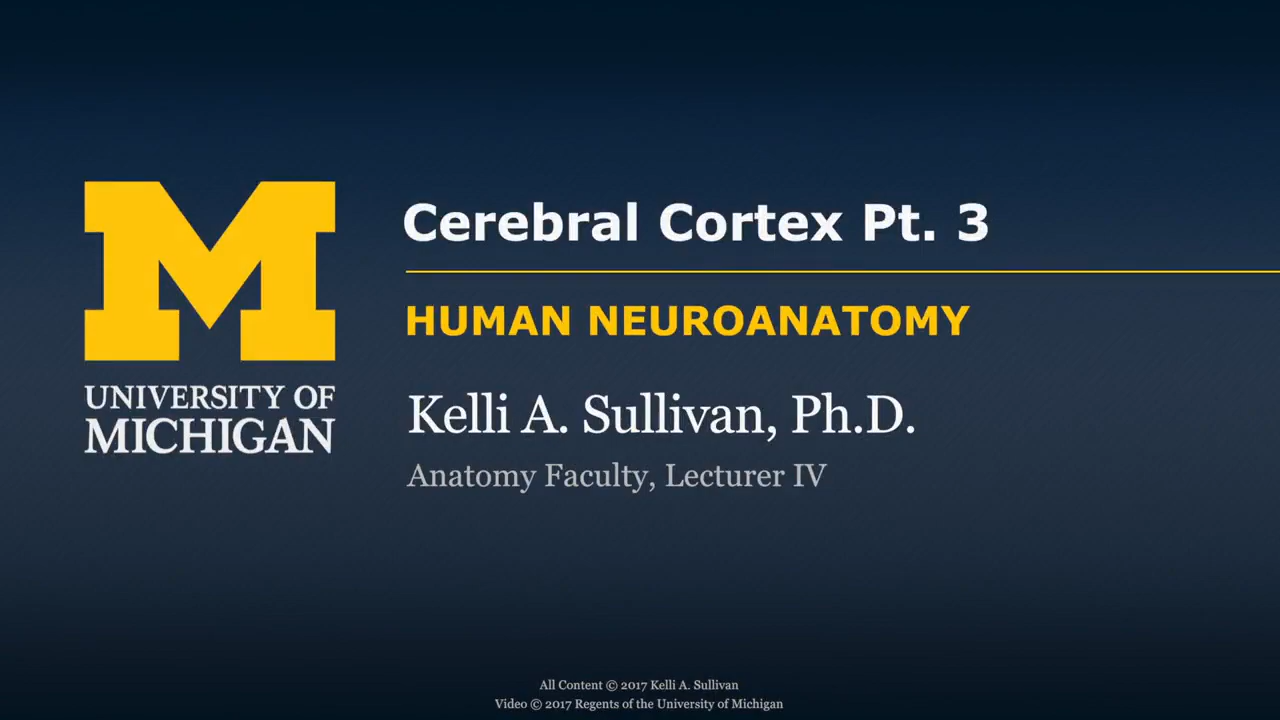 Cerebral Cortex Pt. 3
HUMAN NEUROANATOMY
Kelli A. Sullivan, Ph.D.
Anatomy Faculty, Lecturer IV
M
UNIVERSITY OF
MICHIGAN
All Content © 2017 Kelli A. Sullivan
Video © 2017 Regents of the University of Michigan